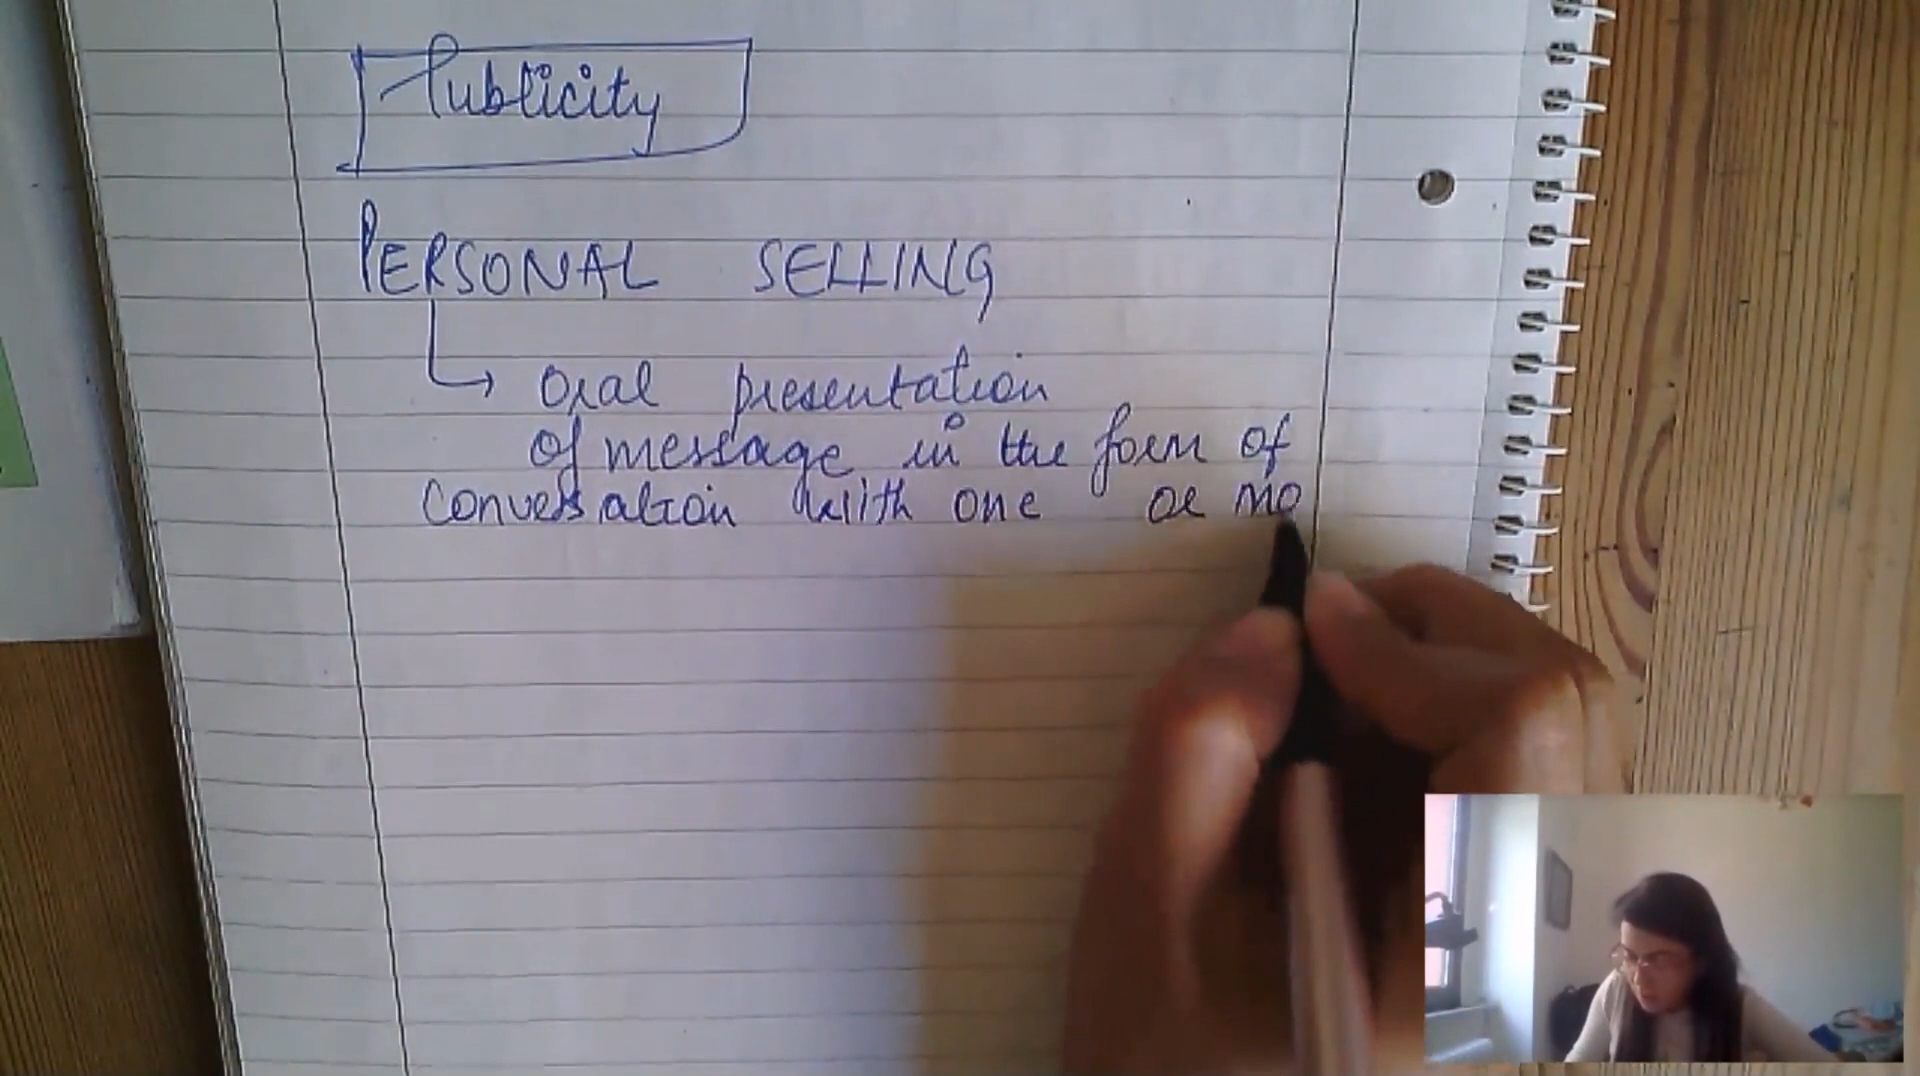 Publicity
PERSONAL SELLING
Oral presentation
of message in the form of
Conversation with one or mo